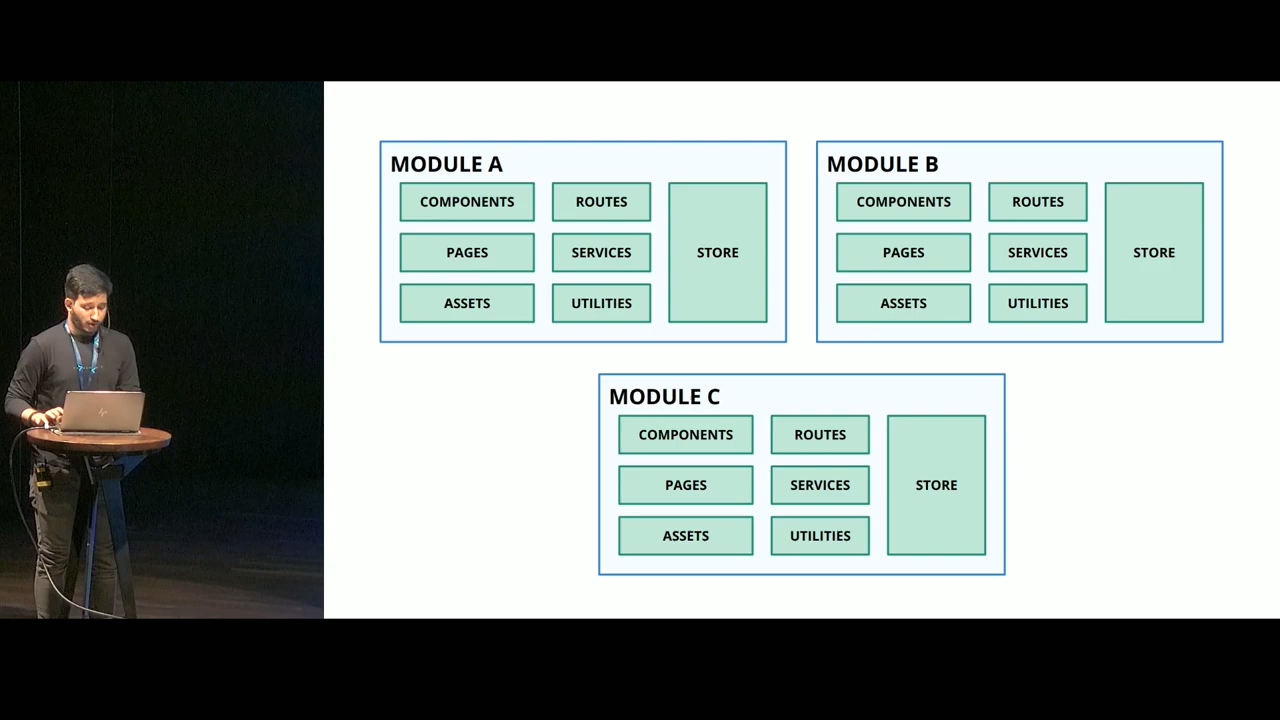 MODULE A
COMPONENTS ROUTES
STORE
PAGES SERVICES
ASSETS UTILITIES
MODULE B
COMPONENTS ROUTES
STORE
PAGES SERVICES
ASSETS UTILITIES
MODULE C
COMPONENTS ROUTES
STORE
PAGES SERVICES
ASSETS UTILITIES